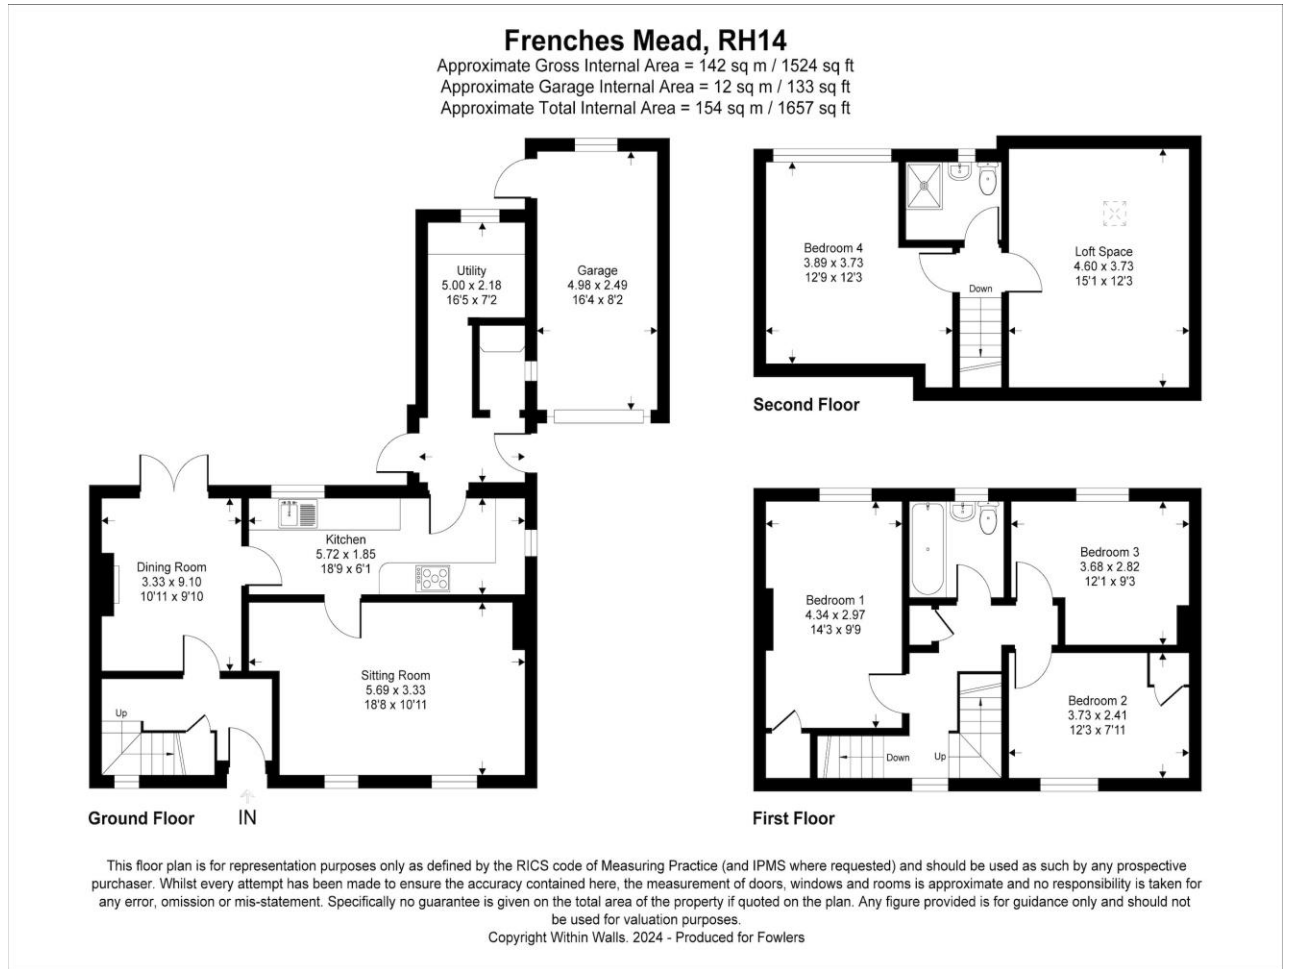 Frenches Mead, RH14
Approximate Gross Internal Area = 142 sq m / 1524 sq ft
Approximate Garage Internal Area = 12 sq m / 133 sq ft
Approximate Total Internal Area = 154 sq m / 1657 sq ft
Utility
5.00 x 2.18
16'5 x 7'2
Garage
4.98 x 2.49
16'4 x 8'2
Kitchen
5.72 x 1.85
18'9 x 6'1
Dining Room
3.33 x 9.10
10'11 x 9'10
Sitting Room
5.69 x 3.33
18'8 x 10'11
Up
Ground Floor
IN
Bedroom 4
3.89 x 3.73
12'9 x 12'3
Loft Space
4.60 x 3.73
15'1 x 12'3
Down
Second Floor
Bedroom 1
4.34 x 2.97
14'3 x 9'9
Bedroom 3
3.68 x 2.82
12'1 x 9'3
Bedroom 2
3.73 x 2.41
12'3 x 7'11
Down
Up
First Floor
This floor plan is for representation purposes only as defined by the RICS code of Measuring Practice (and IPMS where requested) and should be used as such by any prospective
purchaser. Whilst every attempt has been made to ensure the accuracy contained here, the measurement of doors, windows and rooms is approximate and no responsibility is taken for
any error, omission or mis-statement. Specifically no guarantee is given on the total area of the property if quoted on the plan. Any figure provided is for guidance only and should not
be used for valuation purposes.
Copyright Within Walls. 2024 - Produced for Fowlers